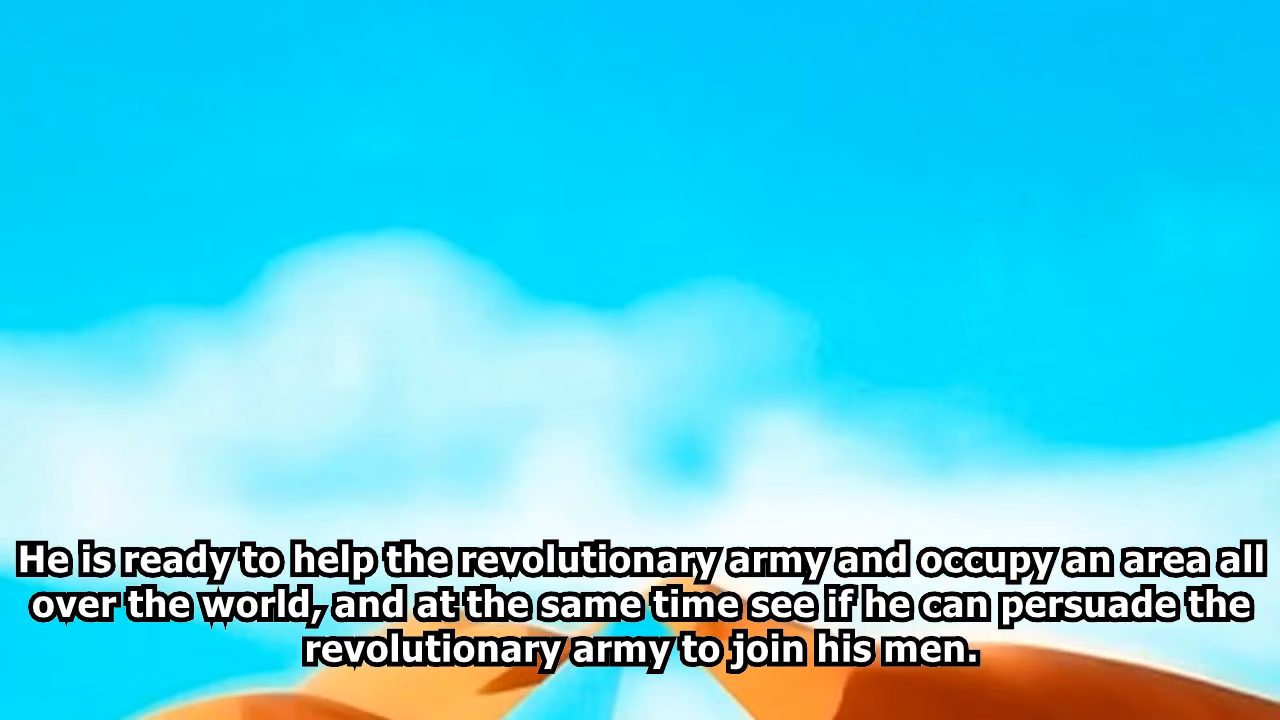 He is ready to help the revolutionary army and occupy an area all
over the world, and at the same time see if he can persuade the
revolutionary army to join his men.